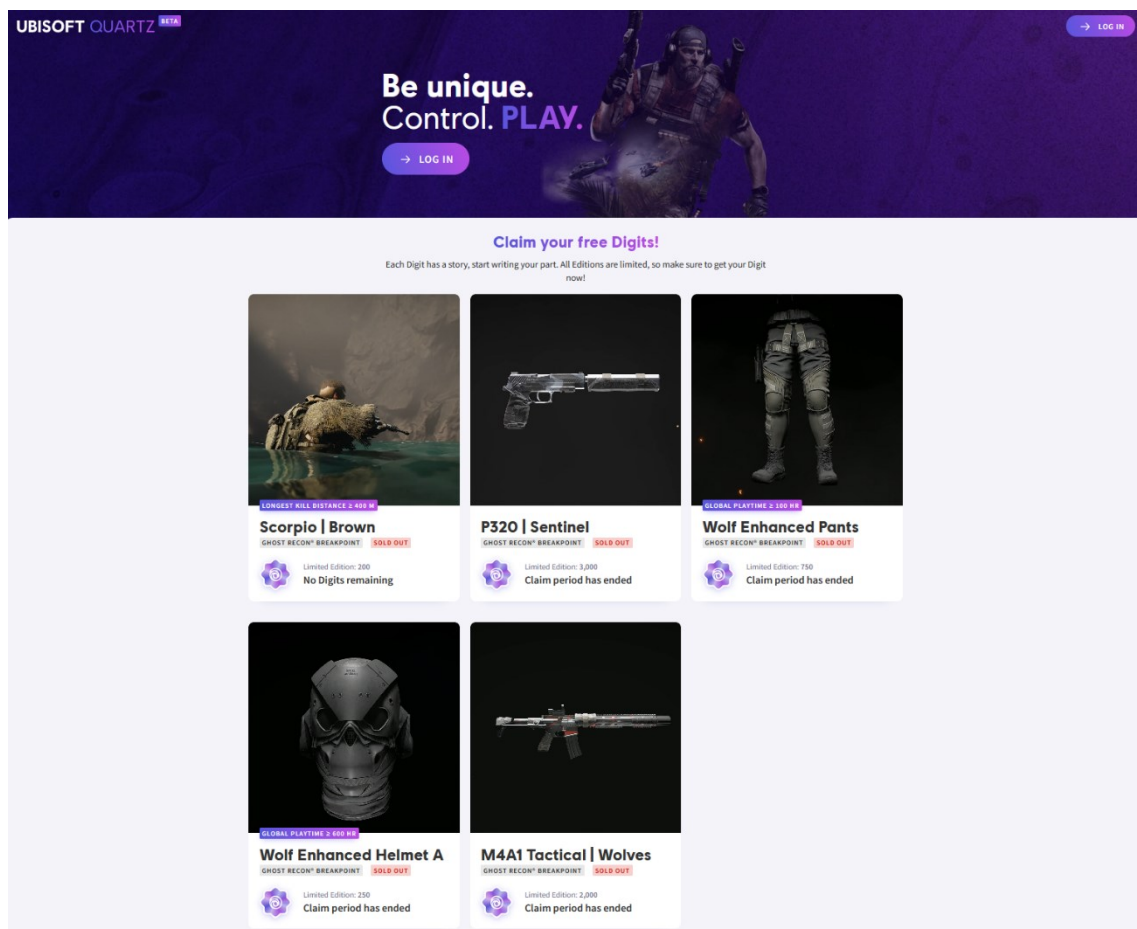 UBISOFT QUARTZ BETA
→ LOG IN
Be unique.
Control. PLAY.
→ LOG IN
Claim your free Digits!
Each Digit has a story, start writing your part. All Editions are limited, so make sure to get your Digit
now!
LONGEST KILL DISTANCE ≥ 400 M
Scorpio | Brown
GHOST RECON® BREAKPOINT SOLD OUT
Limited Edition: 200
No Digits remaining
P320 | Sentinel
GHOST RECON® BREAKPOINT SOLD OUT
Limited Edition: 3,000
Claim period has ended
GLOBAL PLAYTIME ≥ 100 HR
Wolf Enhanced Pants
GHOST RECON® BREAKPOINT SOLD OUT
Limited Edition: 750
Claim period has ended
GLOBAL PLAYTIME ≥ 600 HR
Wolf Enhanced Helmet A
GHOST RECON® BREAKPOINT SOLD OUT
Limited Edition: 250
Claim period has ended
M4A1 Tactical | Wolves
GHOST RECON® BREAKPOINT SOLD OUT
Limited Edition: 2,000
Claim period has ended